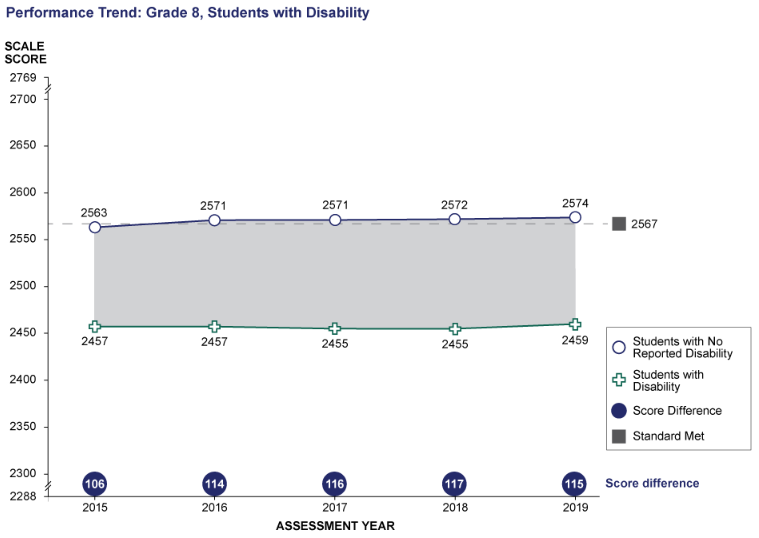 Performance Trend: Grade 8, Students with Disability
SCALE
SCORE
2769
2700
2650
2600
2550
2500
2450
2400
2350
2300
2288
2563
2571
2571
2572
2574
2567
2457
2457
2455
2455
2459
Students with No
Reported Disability
Students with
Disability
Score Difference
Standard Met
106
114
116
117
115
Score difference
2015
2016
2017
2018
2019
ASSESSMENT YEAR